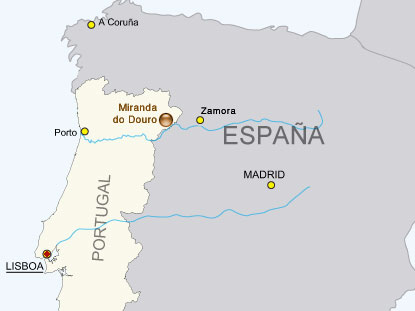 A Coruña
Miranda
do Douro
Zamora
Porto
ESPAÑA
MADRID
PORTUGAL
LISBOA